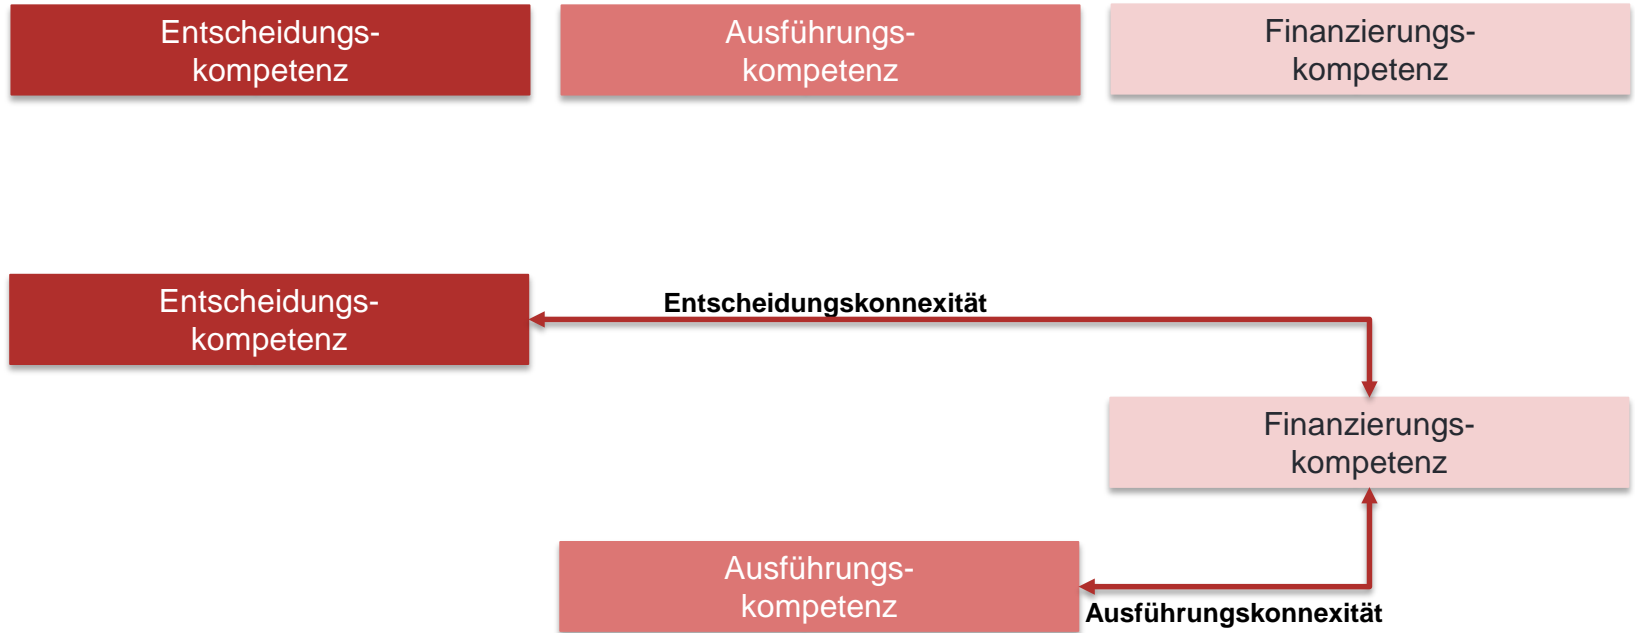 Entscheidungs-
kompetenz
Ausführungs-
kompetenz
Finanzierungs-
kompetenz
Entscheidungs-
kompetenz
Entscheidungskonnexität
Finanzierungs-
kompetenz
Ausführungs-
kompetenz
Ausführungskonnexität